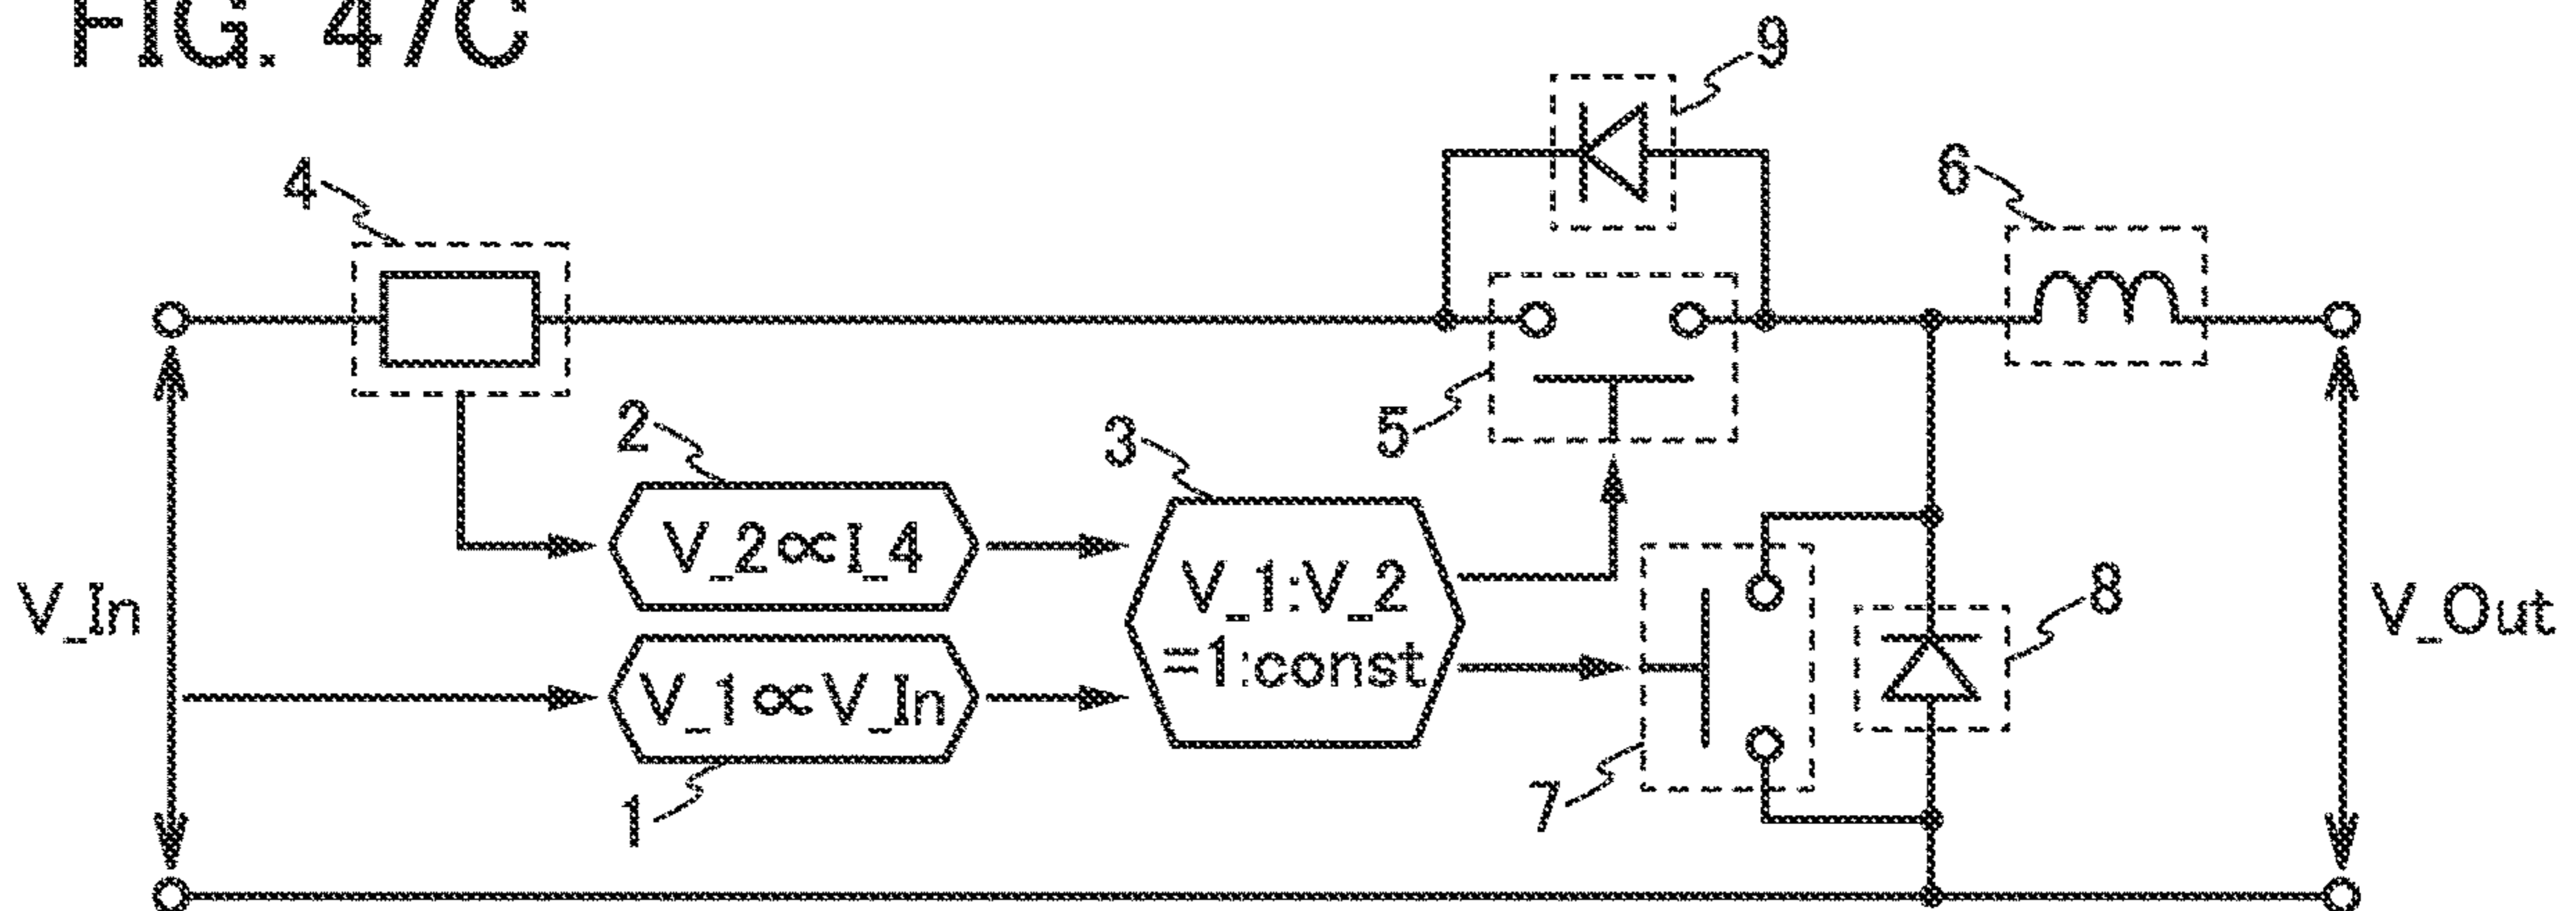 FIG. 47C
9
4
6
5
2
3
V_2∝I_4
V_1:V_2
=1:const
V_In
V_1∝V_In
8
V_Out
7
1